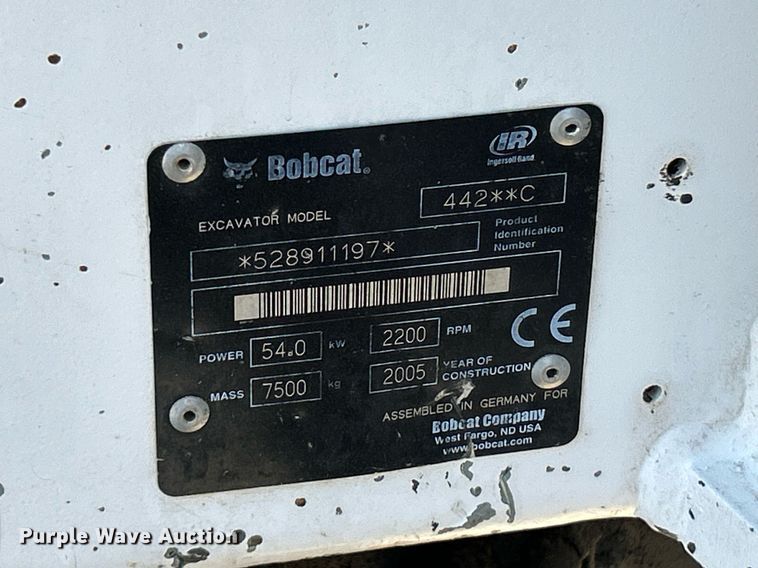 Bobcat®
IR
Ingersoll Rand
EXCAVATOR MODEL
442**C
*528911197*
Product
Identification
Number
POWER 54.0 kW 2200 RPM
MASS 7500 kg 2005 YEAR OF
CONSTRUCTION
CE
ASSEMBLED IN GERMANY FOR
Bobcat Company
West Fargo, ND USA
www.bobcat.com
Purple Wave Auction